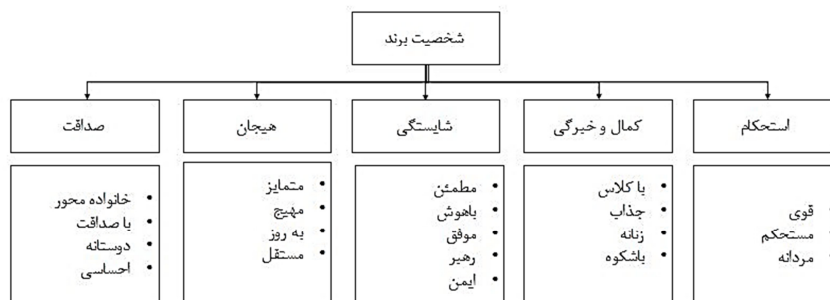 شخصیت برند
استحکام
کمال و خیرگی
شایستگی
هیجان
صداقت
• قوی
• مستحکم
• مردانه
• با کلاس
• جذاب
• زنانه
• باشکوه
• مطمئن
• باهوش
• موفق
• رهبر
• ایمن
• متمایز
• مهیج
• به روز
• مستقل
• خانواده محور
• با صداقت
• دوستانه
• احساسی